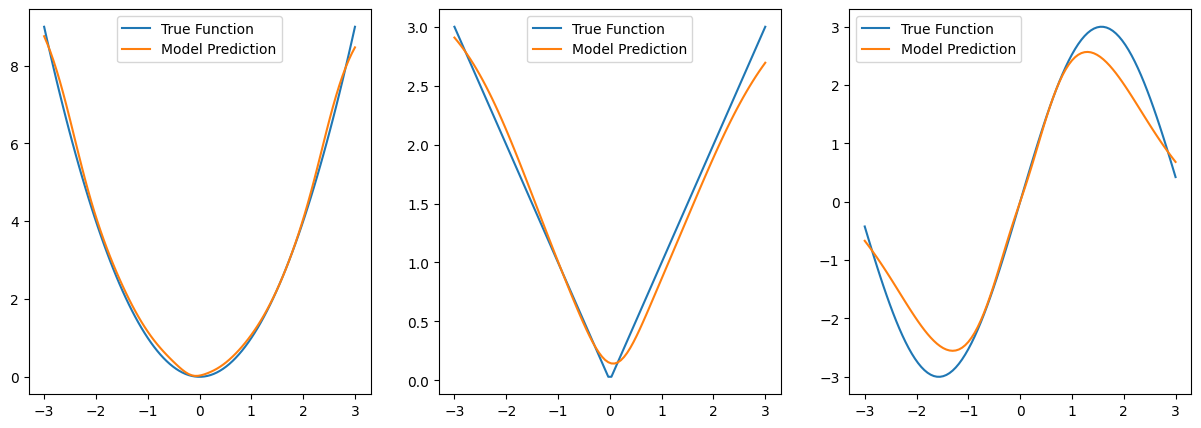 True Function
Model Prediction
8
6
4
2
0
−3 −2 −1 0 1 2 3
True Function
Model Prediction
3.0
2.5
2.0
1.5
1.0
0.5
0.0
−3 −2 −1 0 1 2 3
True Function
Model Prediction
3
2
1
0
−1
−2
−3
−3 −2 −1 0 1 2 3